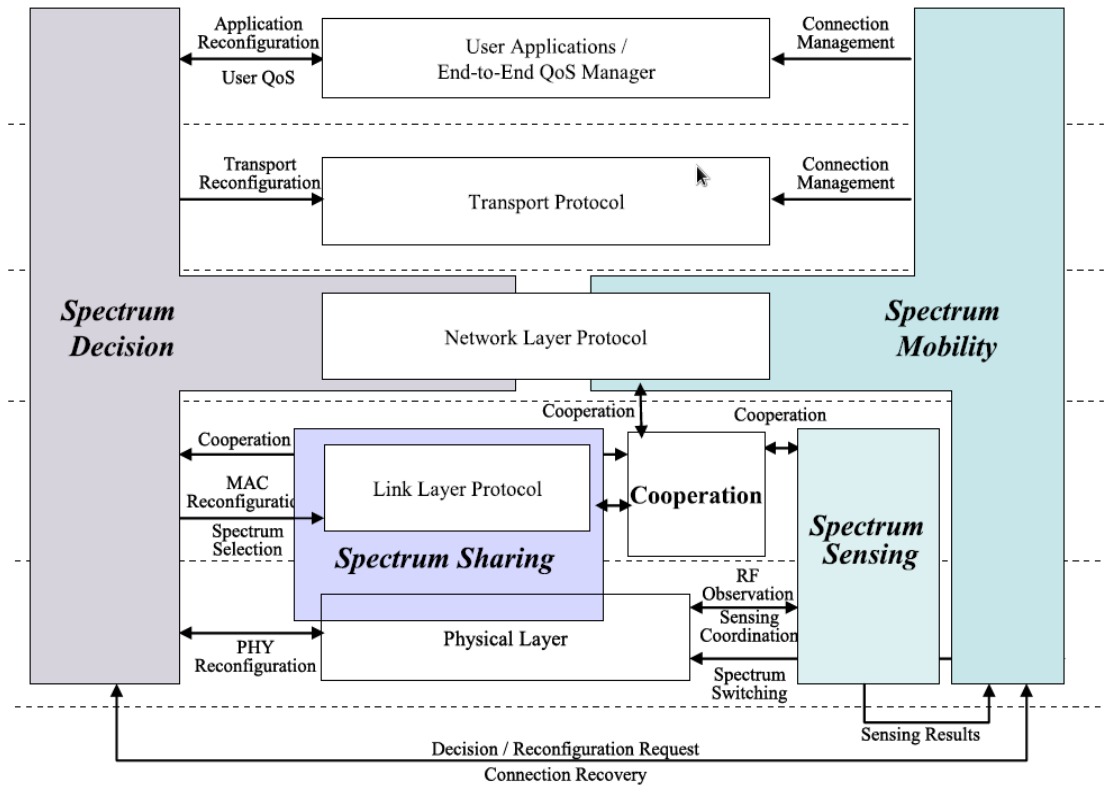 Application
Reconfiguration
User QoS
User Applications /
End-to-End QoS Manager
Connection
Management
Transport
Reconfiguration
Transport Protocol
Connection
Management
Spectrum
Decision
Network Layer Protocol
Spectrum
Mobility
Cooperation
Cooperation
Cooperation
MAC
Reconfiguratio
Spectrum
Selection
Link Layer Protocol
Cooperation
Spectrum
Sensing
Spectrum Sharing
RF
Observation
Sensing
Coordination
PHY
Reconfiguration
Physical Layer
Spectrum
Switching
Sensing Results
Decision / Reconfiguration Request
Connection Recovery